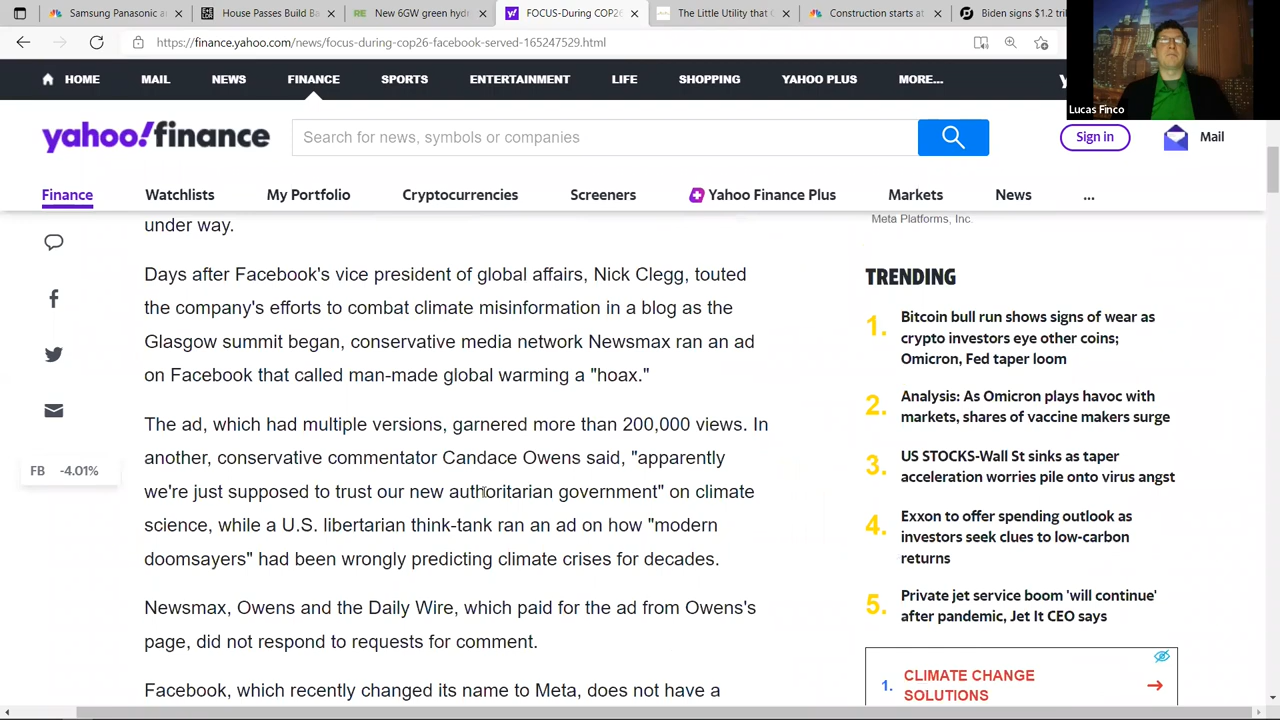 Samsung Panasonic a
House Passes Build Ba
New 6GW green hydr
FOCUS-During COP26
The Little Utility that
Construction starts at
Biden signs $1.2 tri
https://finance.yahoo.com/news/focus-during-cop26-facebook-served-165247529.html
Lucas Finco
HOME MAIL NEWS FINANCE SPORTS ENTERTAINMENT LIFE SHOPPING YAHOO PLUS MORE...
yahoo!finance
Search for news, symbols or companies
Sign in
Mail
Finance Watchlists My Portfolio Cryptocurrencies Screeners Yahoo Finance Plus Markets News ...
under way.
Days after Facebook's vice president of global affairs, Nick Clegg, touted
the company's efforts to combat climate misinformation in a blog as the
Glasgow summit began, conservative media network Newsmax ran an ad
on Facebook that called man-made global warming a "hoax."
The ad, which had multiple versions, garnered more than 200,000 views. In
another, conservative commentator Candace Owens said, "apparently
we're just supposed to trust our new authoritarian government" on climate
science, while a U.S. libertarian think-tank ran an ad on how "modern
doomsayers" had been wrongly predicting climate crises for decades.
Newsmax, Owens and the Daily Wire, which paid for the ad from Owens's
page, did not respond to requests for comment.
Facebook, which recently changed its name to Meta, does not have a
FB -4.01%
Meta Platforms, Inc.
TRENDING
1. Bitcoin bull run shows signs of wear as
crypto investors eye other coins;
Omicron, Fed taper loom
2. Analysis: As Omicron plays havoc with
markets, shares of vaccine makers surge
3. US STOCKS-Wall St sinks as taper
acceleration worries pile onto virus angst
4. Exxon to offer spending outlook as
investors seek clues to low-carbon
returns
5. Private jet service boom 'will continue'
after pandemic, Jet It CEO says
1. CLIMATE CHANGE
SOLUTIONS